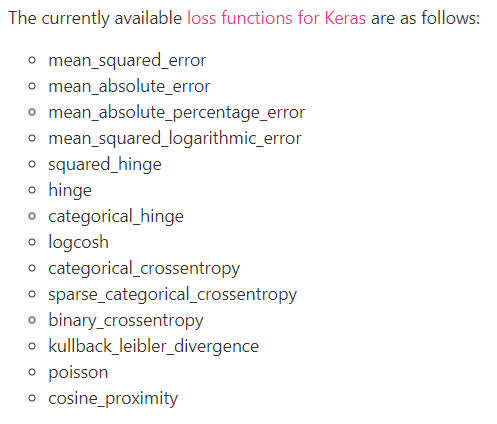 The currently available loss functions for Keras are as follows:
mean_squared_error
mean_absolute_error
mean_absolute_percentage_error
mean_squared_logarithmic_error
squared_hinge
hinge
categorical_hinge
logcosh
categorical_crossentropy
sparse_categorical_crossentropy
binary_crossentropy
kullback_leibler_divergence
poisson
cosine_proximity